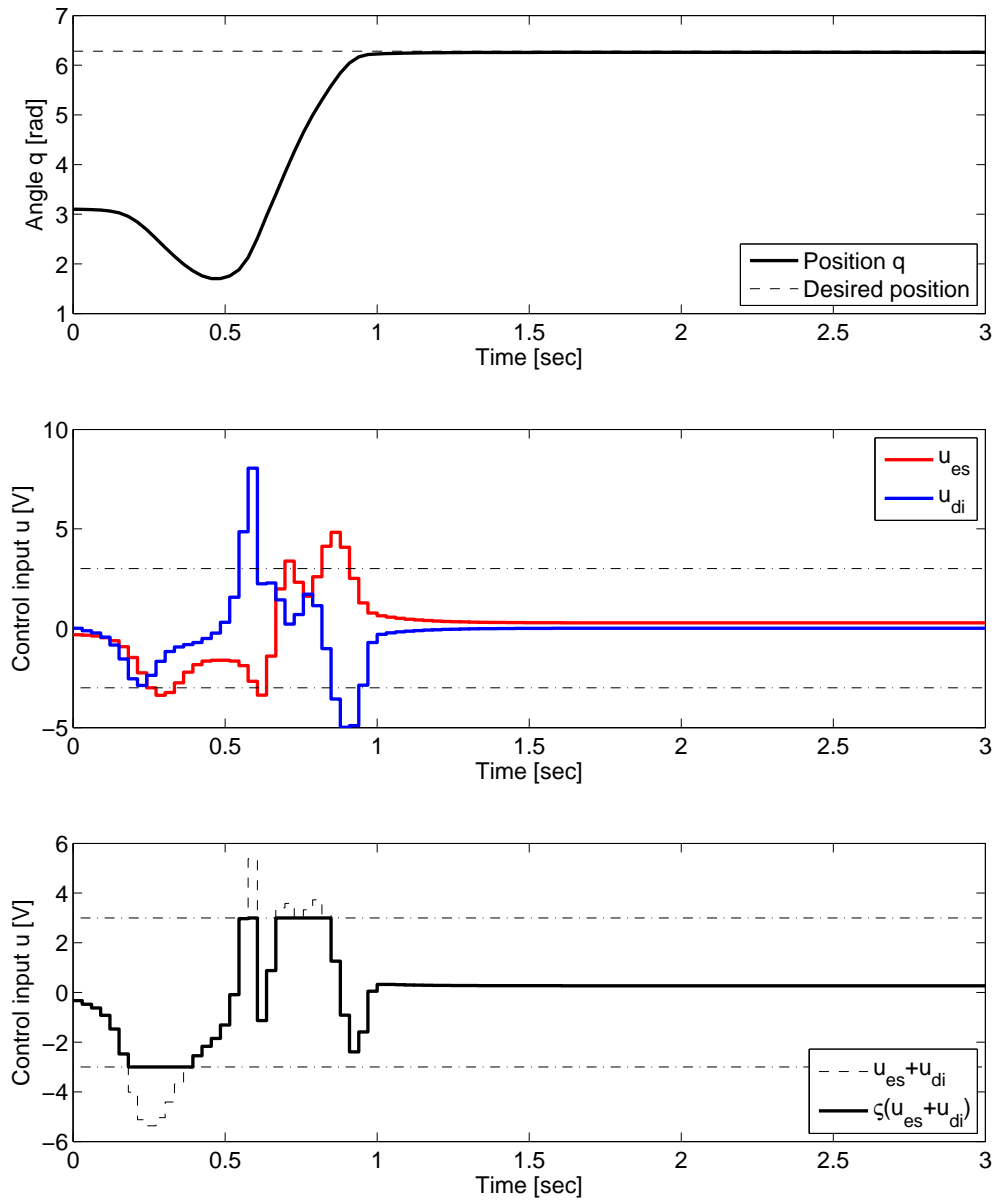 7
6
5
4
3
2
1
Angle q [rad]
Position q
Desired position
0 0.5 1 1.5 2 2.5 3
Time [sec]
10
5
0
−5
Control input u [V]
u_es
u_di
0 0.5 1 1.5 2 2.5 3
Time [sec]
6
4
2
0
−2
−4
−6
Control input u [V]
u_es+u_di
ς(u_es+u_di)
0 0.5 1 1.5 2 2.5 3
Time [sec]